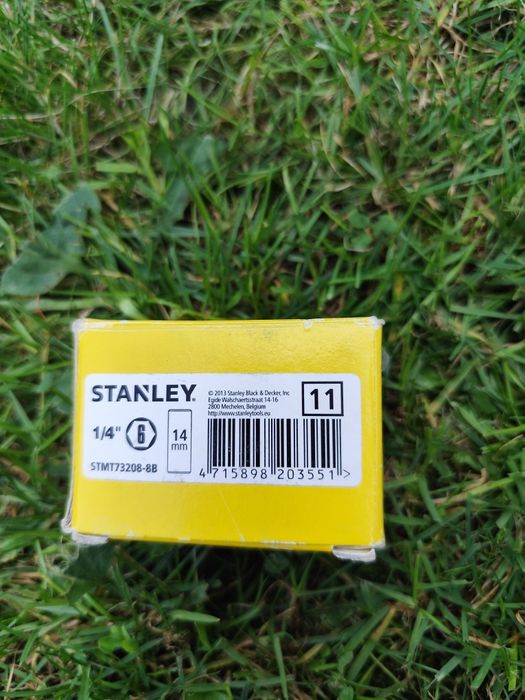 STANLEY®
© 2013 Stanley Black & Decker, Inc
Egide Walschaertsstraat 14-16
2800 Mechelen, Belgium
http://www.stanleytools.eu
11
1/4" 6 14 mm
STMT73208-8B
4 715898 203551 >